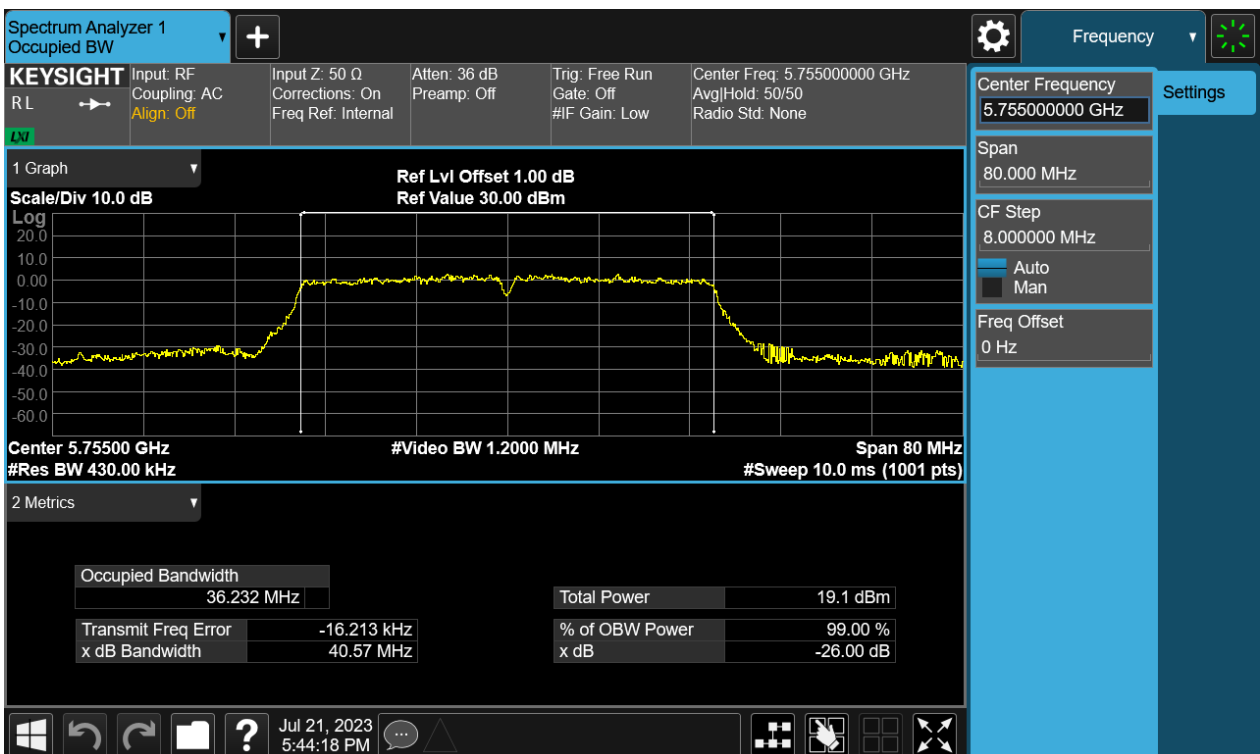 Spectrum Analyzer 1
Occupied BW
Frequency
KEYSIGHT
R L
LXI
Input: RF
Coupling: AC
Align: Off
Input Z: 50 Ω
Corrections: On
Freq Ref: Internal
Atten: 36 dB
Preamp: Off
Trig: Free Run
Gate: Off
#IF Gain: Low
Center Freq: 5.755000000 GHz
Avg|Hold: 50/50
Radio Std: None
Center Frequency
5.755000000 GHz
Settings
Span
80.000 MHz
CF Step
8.000000 MHz
Auto
Man
Freq Offset
0 Hz
1 Graph
Scale/Div 10.0 dB
Ref Lvl Offset 1.00 dB
Ref Value 30.00 dBm
Log
20.0
10.0
0.00
-10.0
-20.0
-30.0
-40.0
-50.0
-60.0
Center 5.75500 GHz
#Video BW 1.2000 MHz
Span 80 MHz
#Res BW 430.00 kHz
#Sweep 10.0 ms (1001 pts)
2 Metrics
Occupied Bandwidth
36.232 MHz
Total Power 19.1 dBm
Transmit Freq Error -16.213 kHz
% of OBW Power 99.00 %
x dB Bandwidth 40.57 MHz
x dB -26.00 dB
Jul 21, 2023
5:44:18 PM